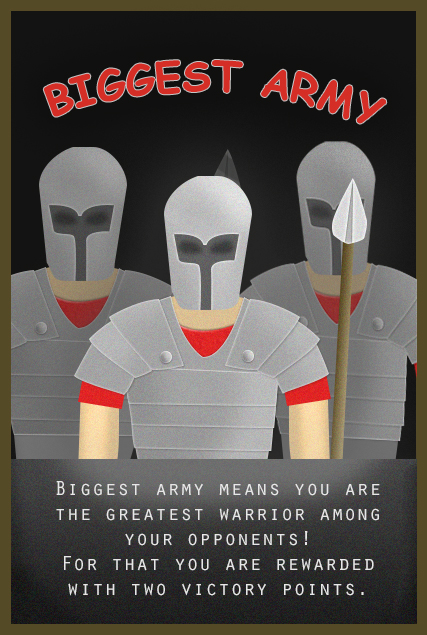 BIGGEST ARMY
BIGGEST ARMY MEANS YOU ARE
THE GREATEST WARRIOR AMONG
YOUR OPPONENTS!
FOR THAT YOU ARE REWARDED
WITH TWO VICTORY POINTS.